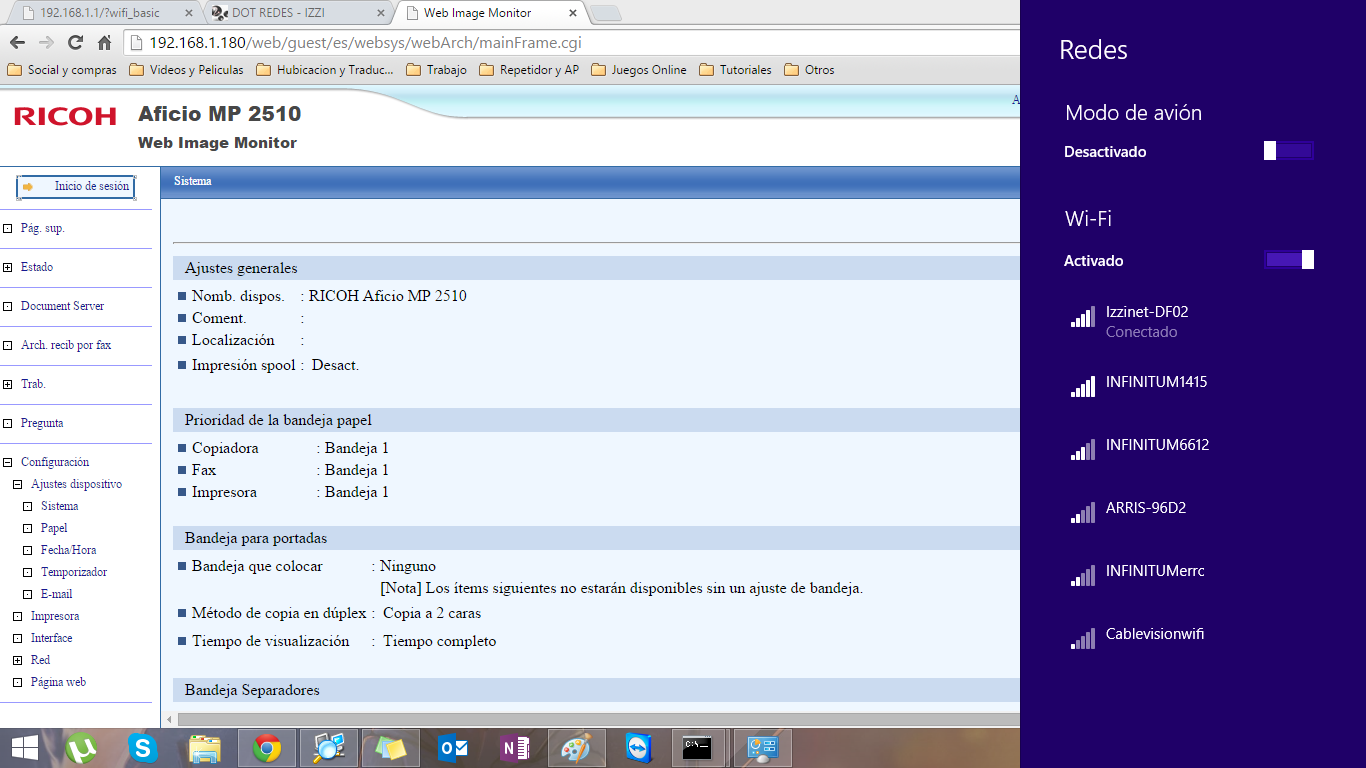 192.168.1.1/?wifi_basic
DOT REDES - IZZI
Web Image Monitor
192.168.1.180/web/guest/es/websys/webArch/mainFrame.cgi
Social y compras
Videos y Peliculas
Hubicacion y Traduc...
Trabajo
Repetidor y AP
Juegos Online
Tutoriales
Otros
RICOH
Aficio MP 2510
Web Image Monitor
A
Inicio de sesión
Pág. sup.
Estado
Document Server
Arch. recib por fax
Trab.
Pregunta
Configuración
Ajustes dispositivo
Sistema
Papel
Fecha/Hora
Temporizador
E-mail
Impresora
Interface
Red
Página web
Sistema
Ajustes generales
Nomb. dispos. : RICOH Aficio MP 2510
Coment. :
Localización :
Impresión spool : Desact.
Prioridad de la bandeja papel
Copiadora : Bandeja 1
Fax : Bandeja 1
Impresora : Bandeja 1
Bandeja para portadas
Bandeja que colocar : Ninguno
[Nota] Los ítems siguientes no estarán disponibles sin un ajuste de bandeja.
Método de copia en dúplex : Copia a 2 caras
Tiempo de visualización : Tiempo completo
Bandeja Separadores
Redes
Modo de avión
Desactivado
Wi-Fi
Activado
Izzinet-DF02
Conectado
INFINITUM1415
INFINITUM6612
ARRIS-96D2
INFINITUMerrc
Cablevisionwifi